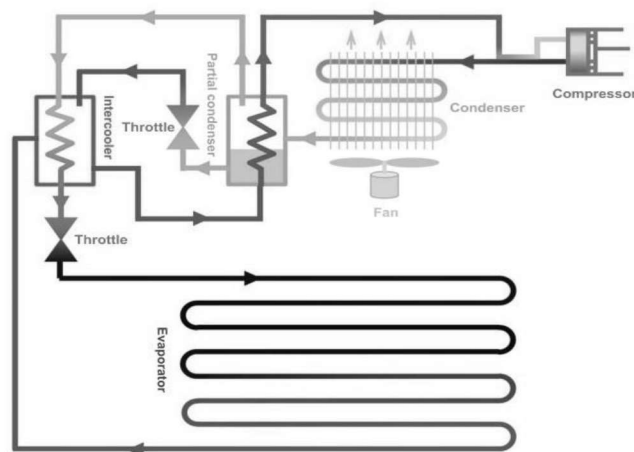 Compressor
Condenser
Partial condenser
Intercooler
Throttle
Fan
Throttle
Evaporator